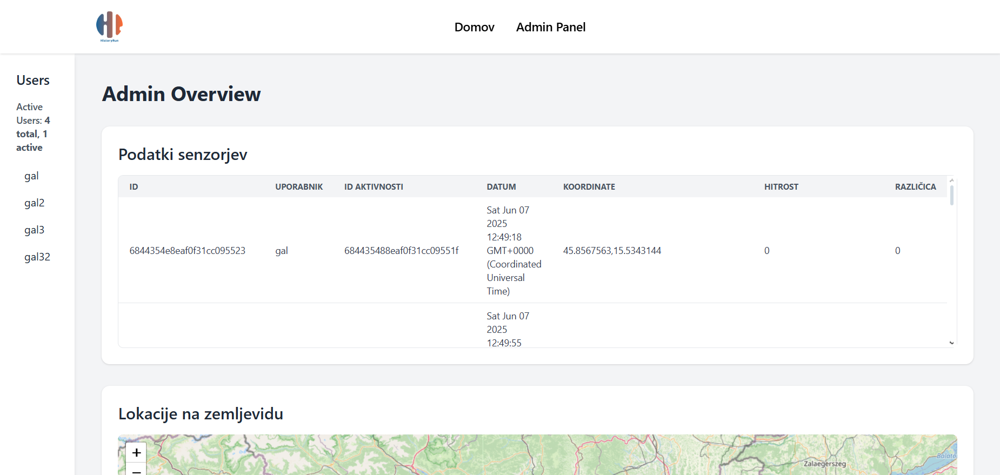 HistoryRun
Domov
Admin Panel
Users
Active
Users: 4
total, 1
active
gal
gal2
gal3
gal32
Admin Overview
Podatki senzorjev
ID UPORABNIK ID AKTIVNOSTI DATUM KOORDINATE HITROST RAZLIČICA
6844354e8eaf0f31cc095523 gal 684435488eaf0f31cc09551f Sat Jun 07
2025
12:49:18
GMT+0000
(Coordinated
Universal
Time) 45.8567563,15.5343144 0 0
Sat Jun 07
2025
12:49:55
Lokacije na zemljevidu
+
−
Zalaegerszeg